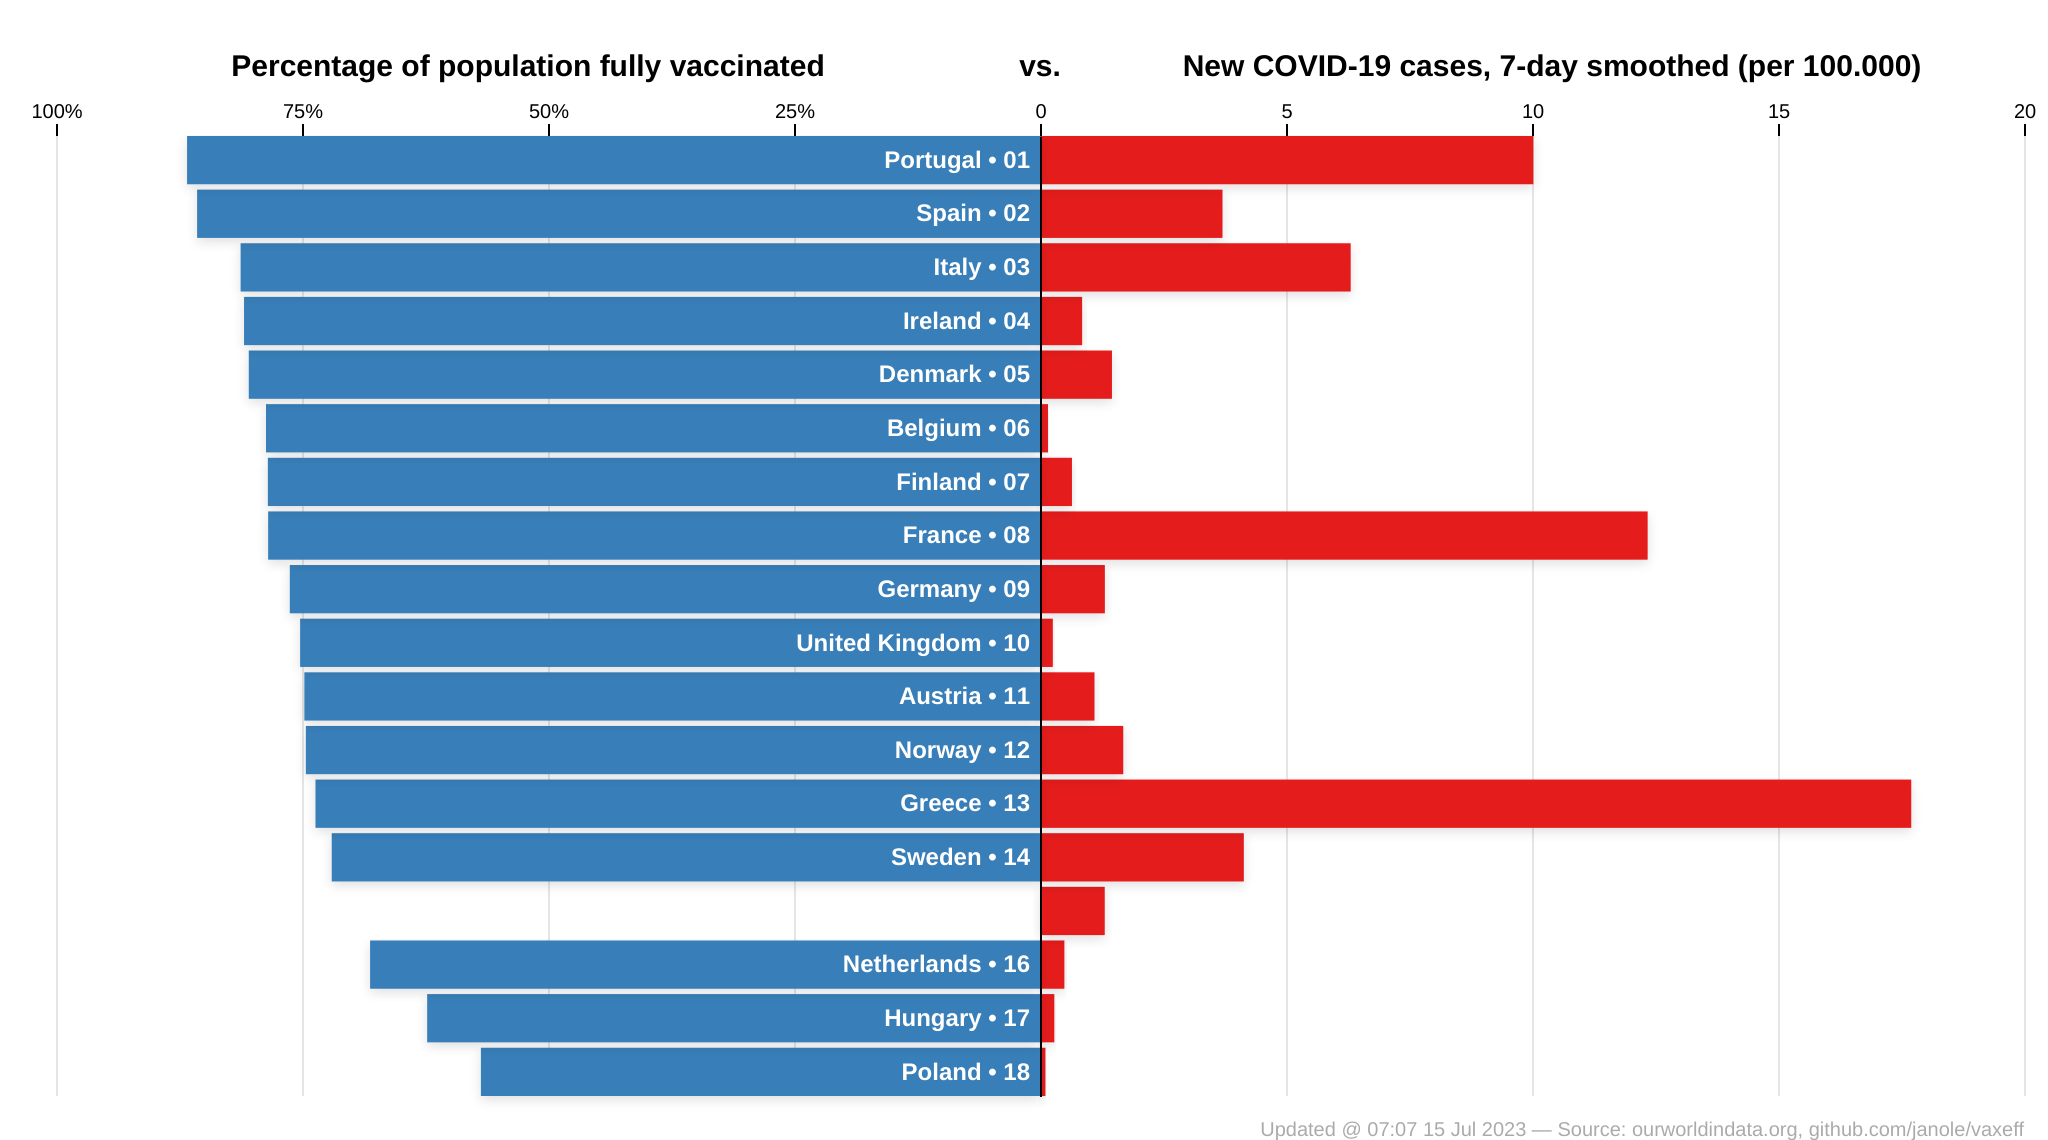 Percentage of population fully vaccinated vs. New COVID-19 cases, 7-day smoothed (per 100.000)
100% 75% 50% 25% 0 5 10 15 20
Portugal • 01
Spain • 02
Italy • 03
Ireland • 04
Denmark • 05
Belgium • 06
Finland • 07
France • 08
Germany • 09
United Kingdom • 10
Austria • 11
Norway • 12
Greece • 13
Sweden • 14
Netherlands • 16
Hungary • 17
Poland • 18
Updated @ 07:07 15 Jul 2023 — Source: ourworldindata.org, github.com/janole/vaxeff